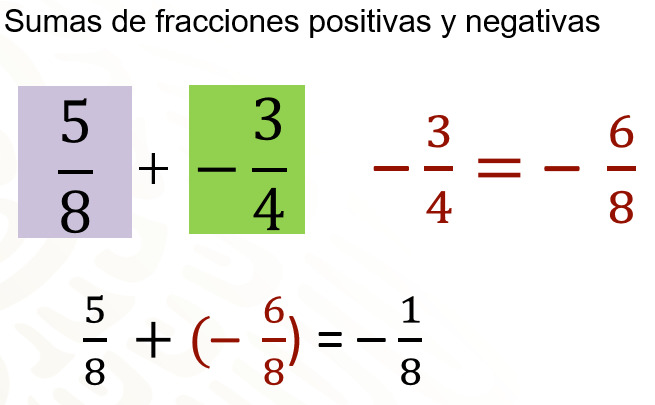 Sumas de fracciones positivas y negativas
5/8 + −3/4    −3/4 = −6/8
5/8 + (−6/8) = −1/8